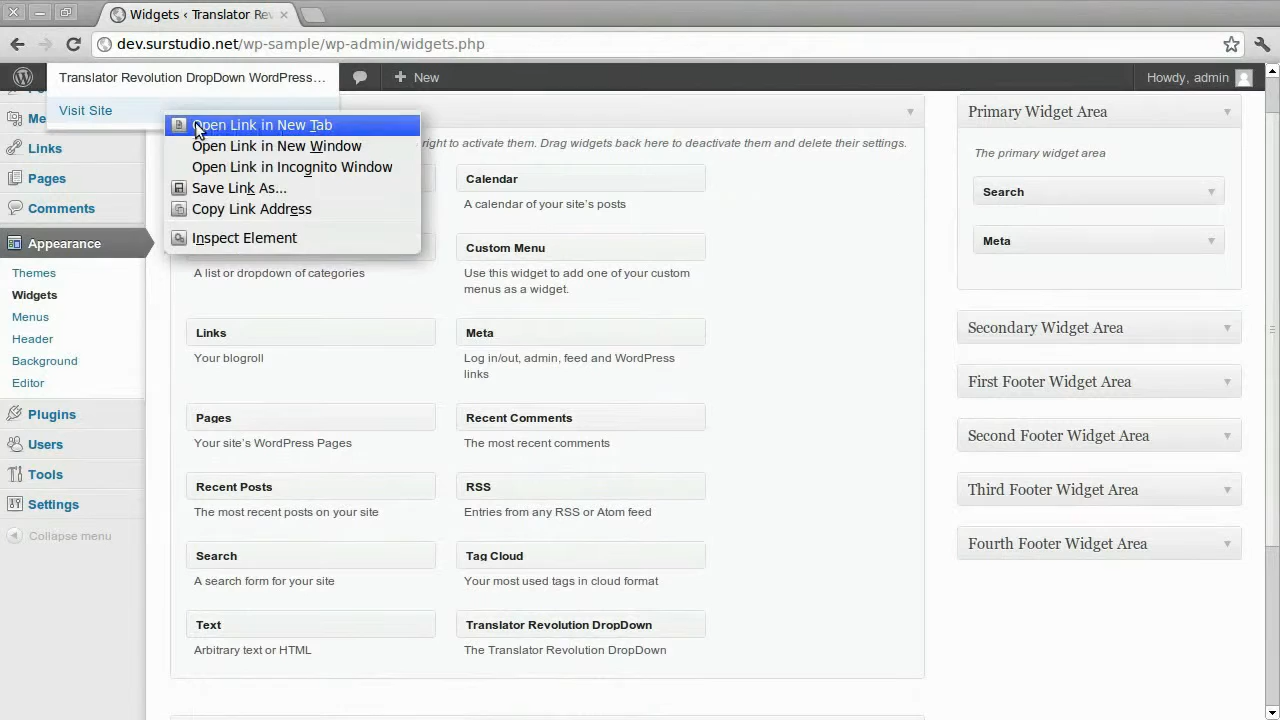 Widgets ‹ Translator Rev
dev.surstudio.net/wp-sample/wp-admin/widgets.php
Translator Revolution DropDown WordPress…
New
Howdy, admin
Visit Site
Open Link in New Tab
Open Link in New Window
Open Link in Incognito Window
Save Link As...
Copy Link Address
Inspect Element
Me
Links
Pages
Comments
Appearance
Themes
Widgets
Menus
Header
Background
Editor
Plugins
Users
Tools
Settings
Collapse menu
right to activate them. Drag widgets back here to deactivate them and delete their settings.
Calendar
A calendar of your site's posts
A list or dropdown of categories
Custom Menu
Use this widget to add one of your custom
menus as a widget.
Links
Your blogroll
Meta
Log in/out, admin, feed and WordPress
links
Pages
Your site's WordPress Pages
Recent Comments
The most recent comments
Recent Posts
The most recent posts on your site
RSS
Entries from any RSS or Atom feed
Search
A search form for your site
Tag Cloud
Your most used tags in cloud format
Text
Arbitrary text or HTML
Translator Revolution DropDown
The Translator Revolution DropDown
Primary Widget Area
The primary widget area
Search
Meta
Secondary Widget Area
First Footer Widget Area
Second Footer Widget Area
Third Footer Widget Area
Fourth Footer Widget Area